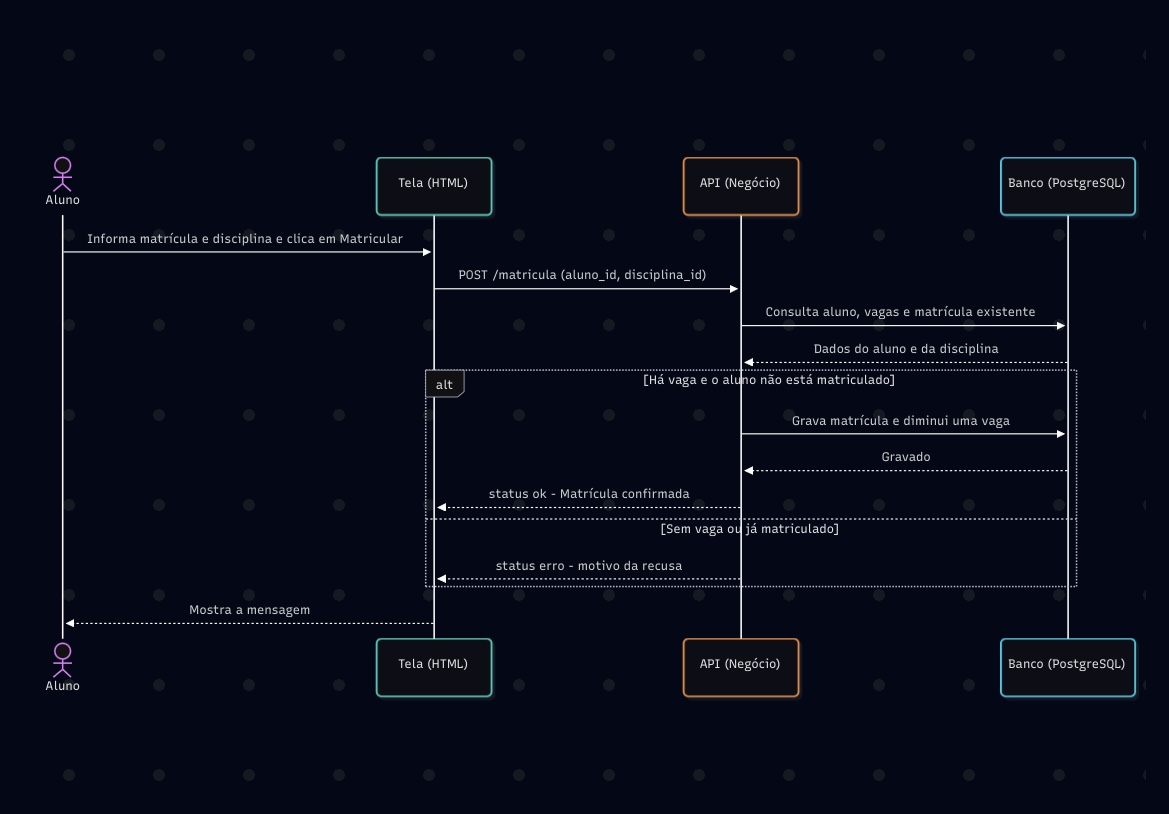 Aluno
Tela (HTML)
API (Negócio)
Banco (PostgreSQL)
Informa matrícula e disciplina e clica em Matricular
POST /matricula (aluno_id, disciplina_id)
Consulta aluno, vagas e matrícula existente
Dados do aluno e da disciplina
alt
[Há vaga e o aluno não está matriculado]
Grava matrícula e diminui uma vaga
Gravado
status ok - Matrícula confirmada
[Sem vaga ou já matriculado]
status erro - motivo da recusa
Mostra a mensagem
Aluno
Tela (HTML)
API (Negócio)
Banco (PostgreSQL)